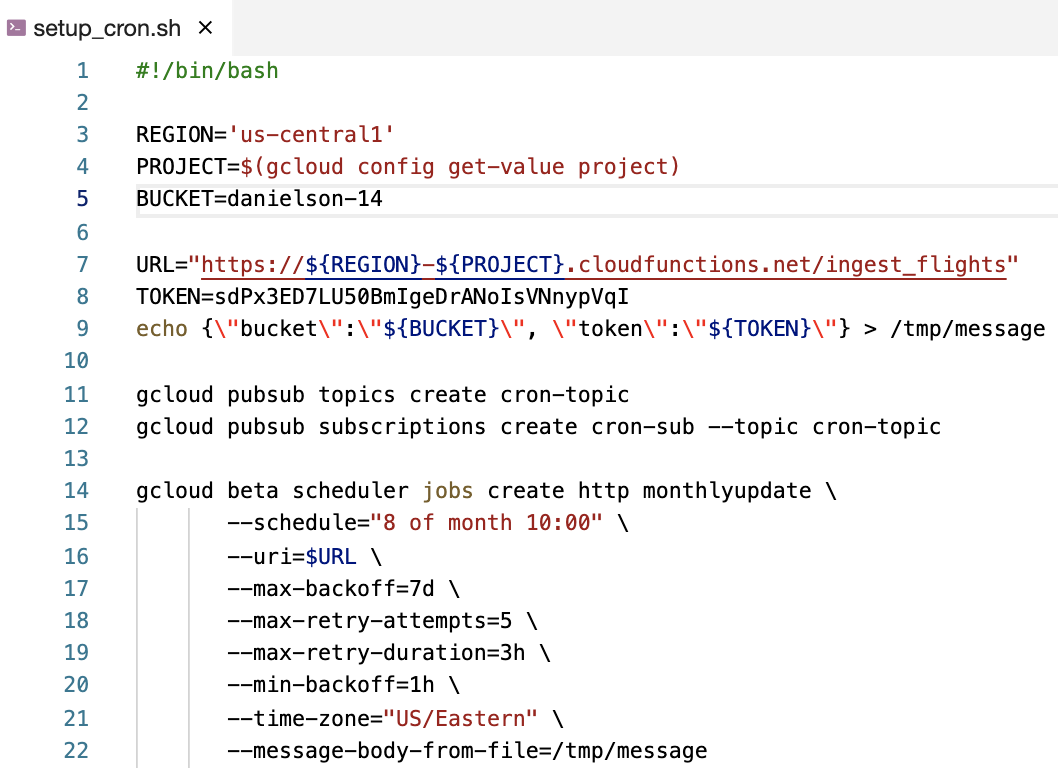 setup_cron.sh ×
1 #!/bin/bash
2
3 REGION='us-central1'
4 PROJECT=$(gcloud config get-value project)
5 BUCKET=danielson-14
6
7 URL="https://${REGION}-${PROJECT}.cloudfunctions.net/ingest_flights"
8 TOKEN=sdPx3ED7LU50BmIgeDrANoIsVNnypVqI
9 echo {\"bucket\":\"${BUCKET}\", \"token\":\"${TOKEN}\"} > /tmp/message
10
11 gcloud pubsub topics create cron-topic
12 gcloud pubsub subscriptions create cron-sub --topic cron-topic
13
14 gcloud beta scheduler jobs create http monthlyupdate \
15 --schedule="8 of month 10:00" \
16 --uri=$URL \
17 --max-backoff=7d \
18 --max-retry-attempts=5 \
19 --max-retry-duration=3h \
20 --min-backoff=1h \
21 --time-zone="US/Eastern" \
22 --message-body-from-file=/tmp/message